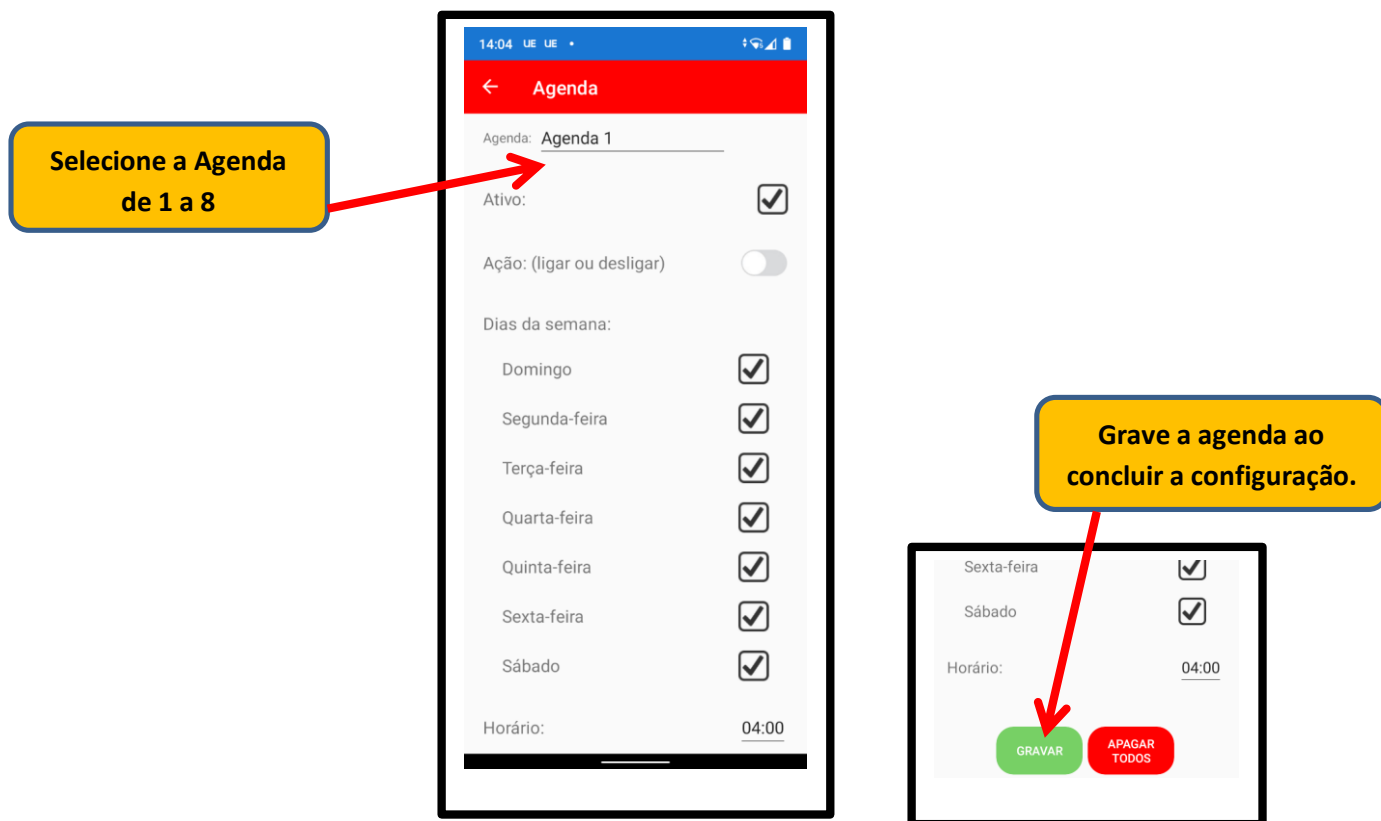 14:04 UE UE •
Agenda
Agenda: Agenda 1
Selecione a Agenda
de 1 a 8
Ativo:
Ação: (ligar ou desligar)
Dias da semana:
Domingo
Segunda-feira
Terça-feira
Quarta-feira
Quinta-feira
Sexta-feira
Sábado
Horário: 04:00
Grave a agenda ao
concluir a configuração.
Sexta-feira
Sábado
Horário: 04:00
GRAVAR
APAGAR
TODOS